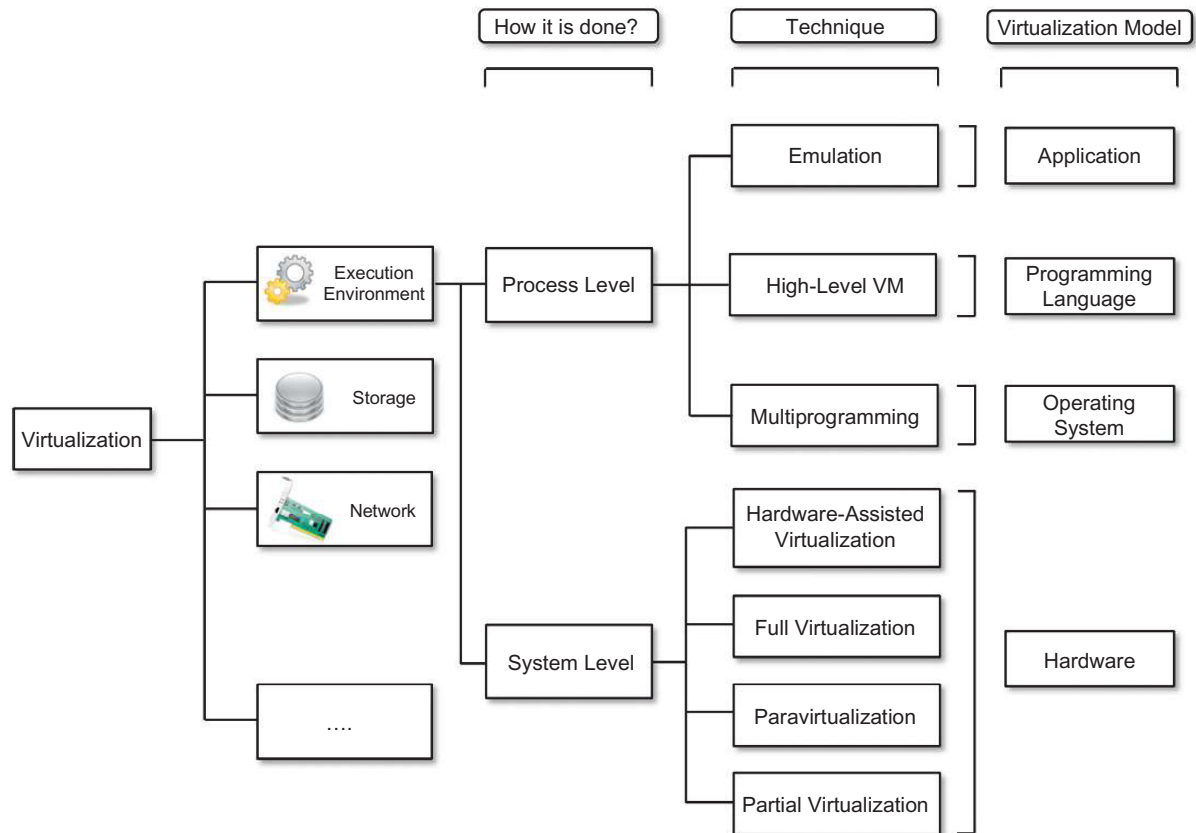 How it is done?
Technique
Virtualization Model
Emulation
Application
Execution
Environment
Process Level
High-Level VM
Programming
Language
Storage
Multiprogramming
Operating
System
Virtualization
Network
Hardware-Assisted
Virtualization
Full Virtualization
System Level
Hardware
Paravirtualization
....
Partial Virtualization